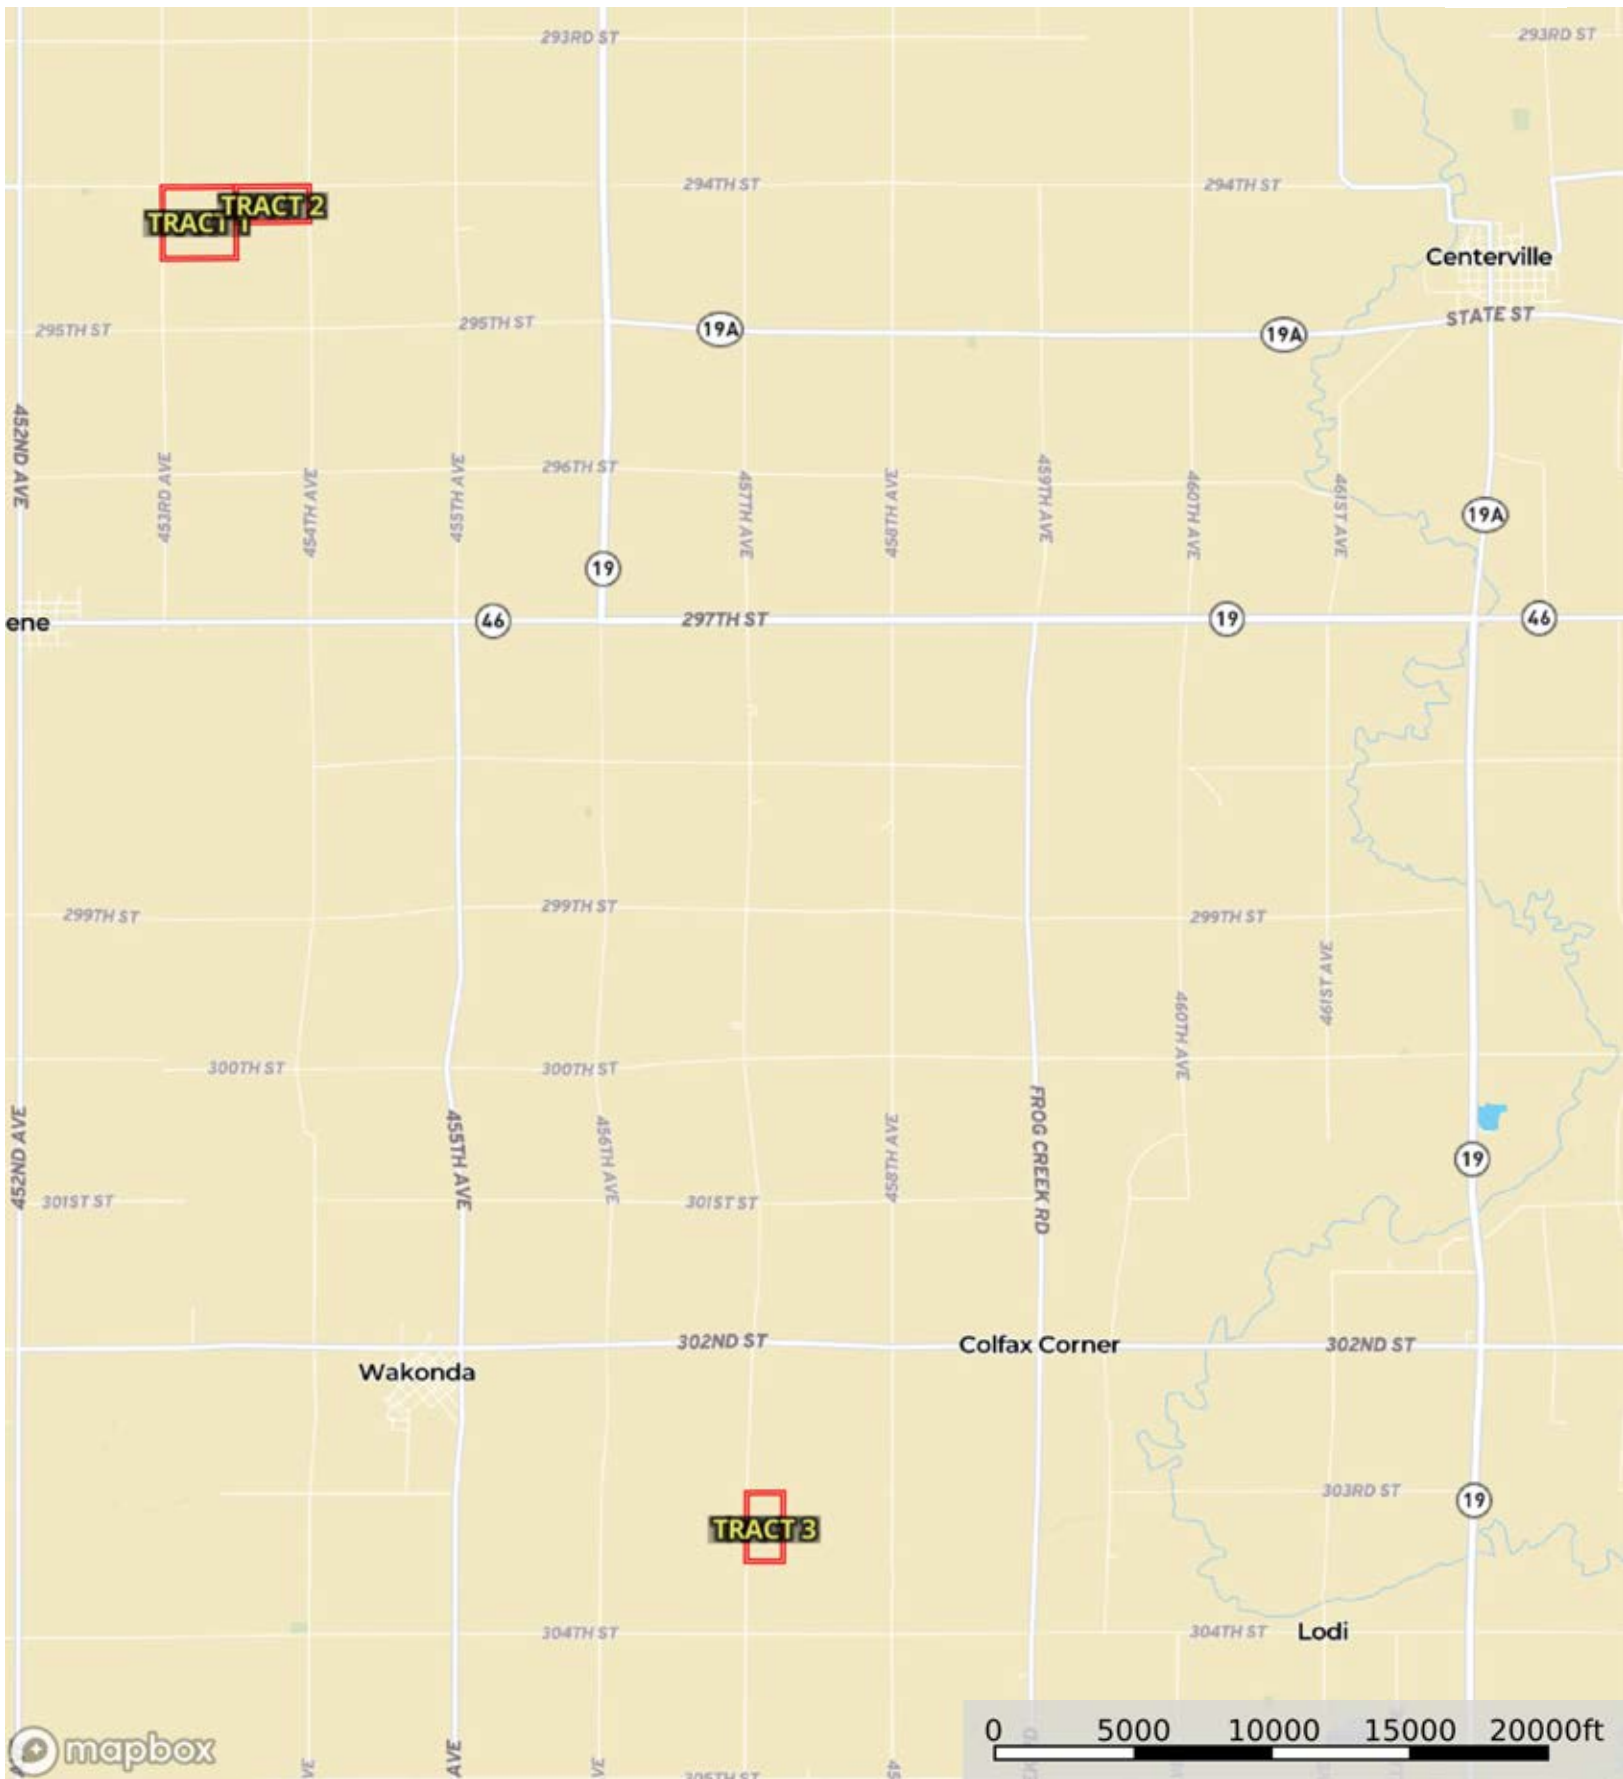 293RD ST
293RD ST
294TH ST
294TH ST
TRACT 2
TRACT 1
Centerville
STATE ST
295TH ST
295TH ST
19A
19A
452ND AVE
453RD AVE
454TH AVE
455TH AVE
296TH ST
457TH AVE
458TH AVE
459TH AVE
460TH AVE
461ST AVE
19A
19
ene
46
297TH ST
19
46
299TH ST
299TH ST
299TH ST
461ST AVE
460TH AVE
300TH ST
300TH ST
452ND AVE
455TH AVE
456TH AVE
458TH AVE
FROG CREEK RD
19
301ST ST
301ST ST
302ND ST
Colfax Corner
302ND ST
Wakonda
303RD ST
19
TRACT 3
304TH ST
304TH ST
Lodi
mapbox
VE
AVE
VE
305TH ST
0 5000 10000 15000 20000ft